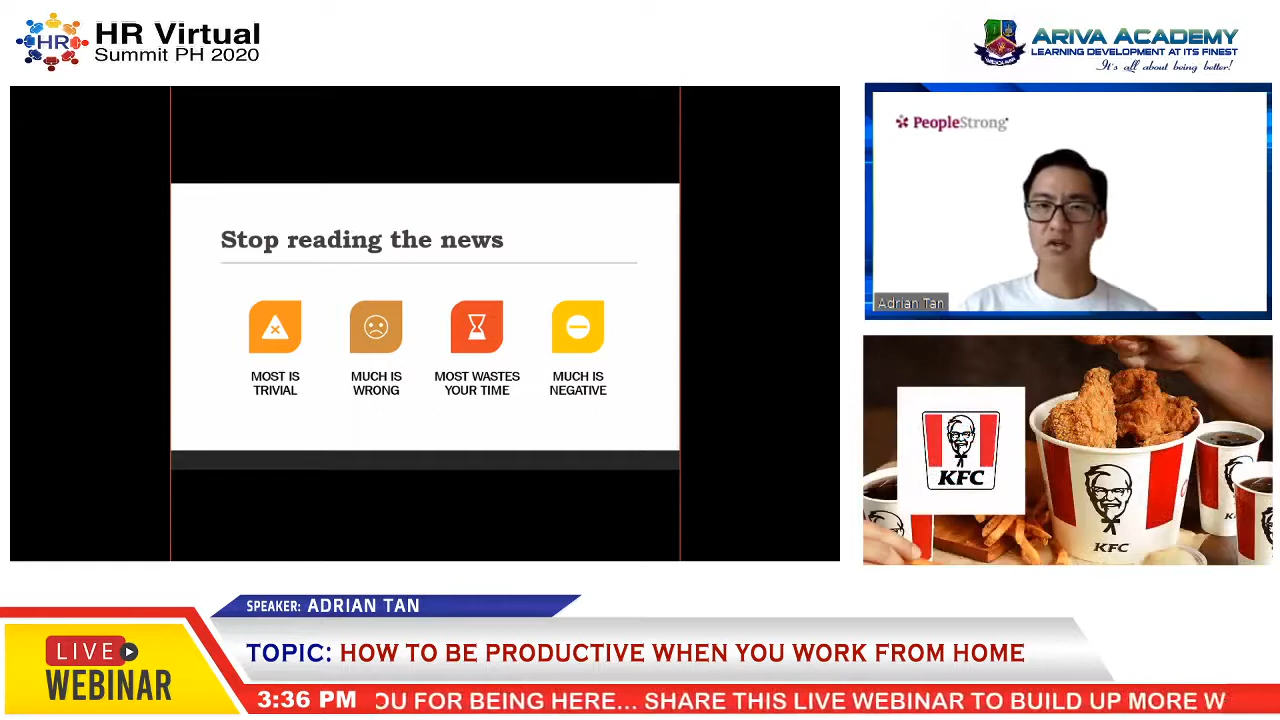 HR Virtual
Summit PH 2020
HR
ARIVA ACADEMY
LEARNING DEVELOPMENT AT ITS FINEST
It's all about being better!
Stop reading the news
MOST IS
TRIVIAL
MUCH IS
WRONG
MOST WASTES
YOUR TIME
MUCH IS
NEGATIVE
PeopleStrong
Adrian Tan
KFC
KFC
SPEAKER: ADRIAN TAN
LIVE
WEBINAR
TOPIC: HOW TO BE PRODUCTIVE WHEN YOU WORK FROM HOME
3:36 PM
OU FOR BEING HERE... SHARE THIS LIVE WEBINAR TO BUILD UP MORE W